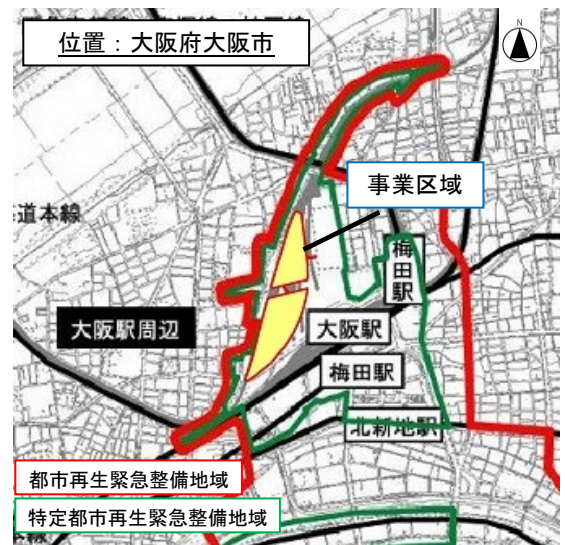 位置：大阪府大阪市
N
事業区域
道本線
梅田駅
大阪駅周辺
大阪駅
梅田駅
北新地駅
都市再生緊急整備地域
特定都市再生緊急整備地域
本線